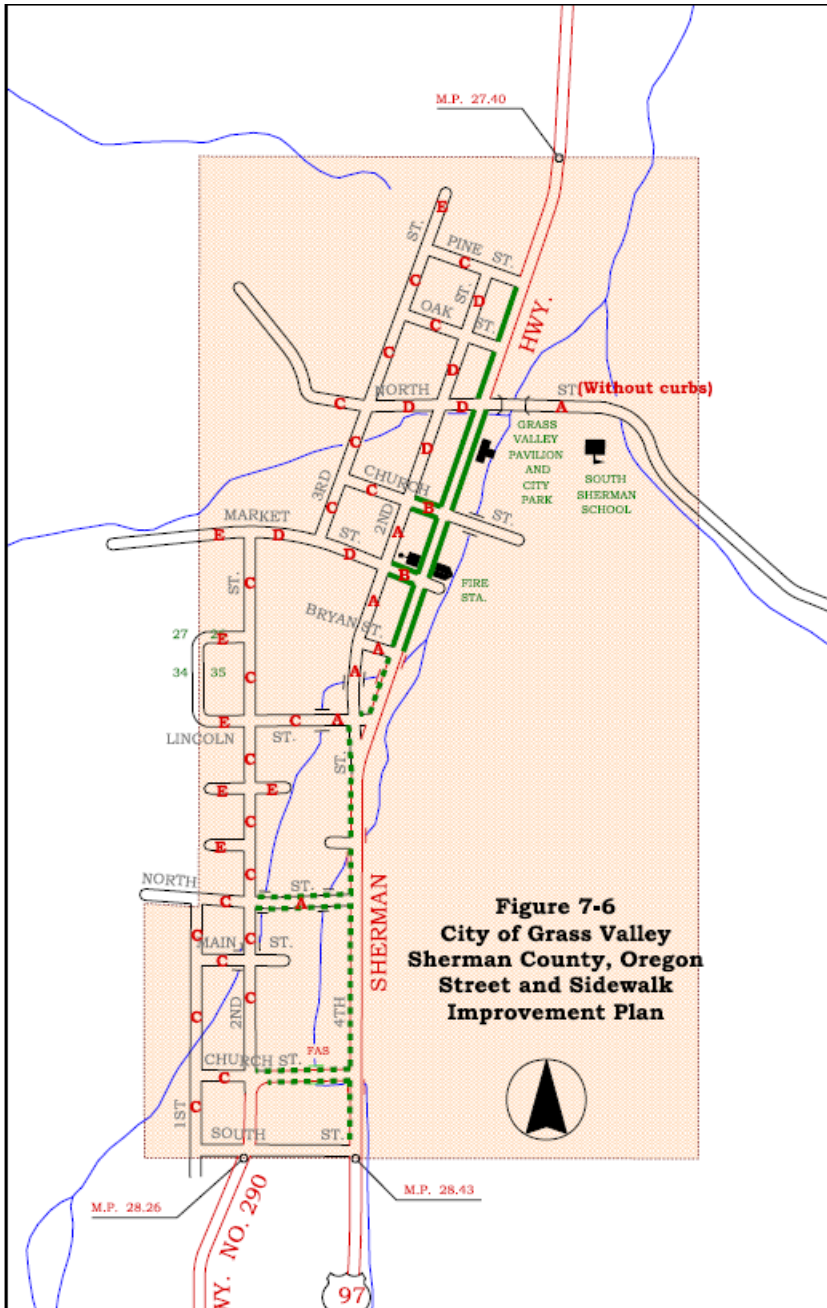 M.P. 27.40
E
ST.
PINE ST.
C
C
ST.
D
OAK ST.
C
HWY.
C
D
NORTH ST.
(Without curbs)
C
D
D
A
GRASS
VALLEY
PAVILION
AND
CITY
PARK
SOUTH
SHERMAN
SCHOOL
C
D
CHURCH ST.
C
B
3RD
2ND
C
A
MARKET ST.
E
D
D
B
FIRE
STA.
ST.
C
A
BRYAN ST.
A
27 26
E
34 35
C
A
E
C
A
LINCOLN ST.
ST.
C
E
E
C
E
C
NORTH ST.
C
A
SHERMAN
Figure 7-6
City of Grass Valley
Sherman County, Oregon
Street and Sidewalk
Improvement Plan
C
C
MAIN ST.
C
C
C
2ND
4TH
FAS
CHURCH ST.
C
C
1ST
SOUTH ST.
M.P. 28.26
M.P. 28.43
WY. NO. 290
97